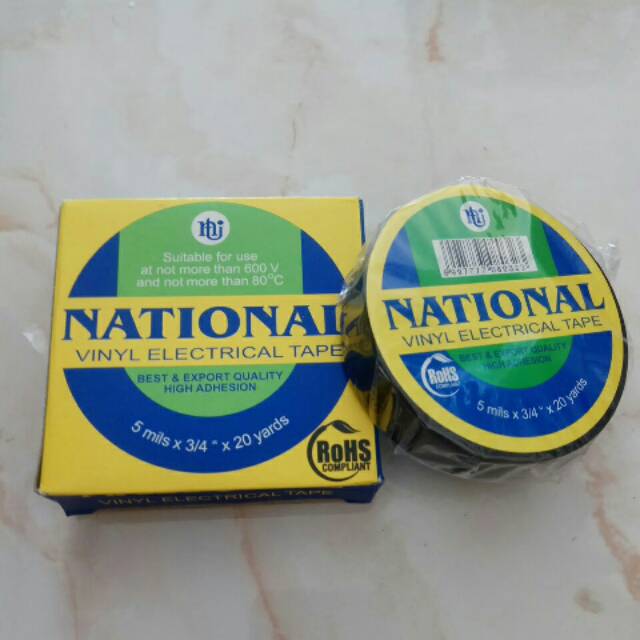 Suitable for use
at not more than 600 V
and not more than 80°C
NATIONAL
VINYL ELECTRICAL TAPE
BEST & EXPORT QUALITY
HIGH ADHESION
5 mils x 3/4 " x 20 yards
RoHS
COMPLIANT
VINYL ELECTRICAL TAPE
NATIONAL
VINYL ELECTRICAL TAPE
BEST & EXPORT QUALITY
HIGH ADHESION
RoHS
COMPLIANT
5 mils x 3/4 " x 20 yards